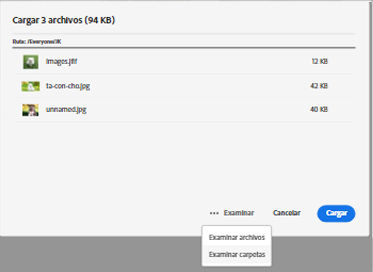 Cargar 3 archivos (94 KB)
Ruta: /Everyone/JK
images.jfif 12 KB
ta-con-cho.jpg 42 KB
unnamed.jpg 40 KB
••• Examinar Cancelar Cargar
Examinar archivos
Examinar carpetas